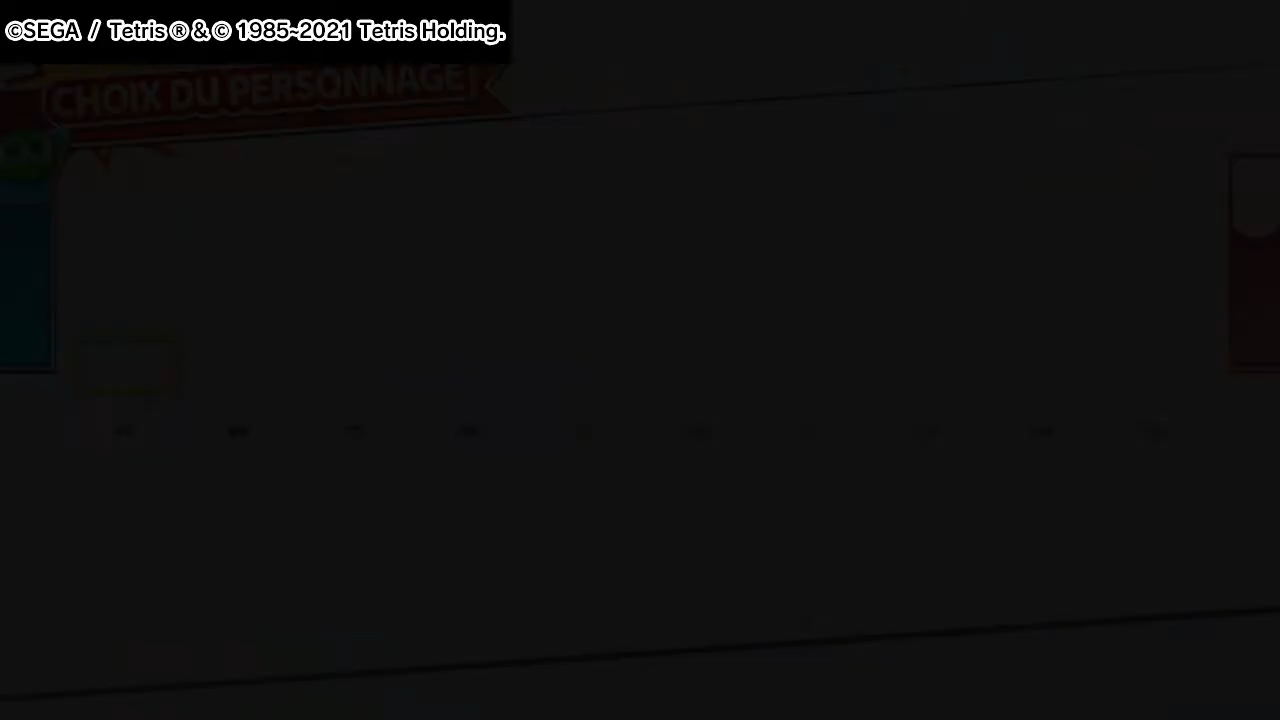 ©SEGA / Tetris ® & © 1985~2021 Tetris Holding.
CHOIX DU PERSONNAGE